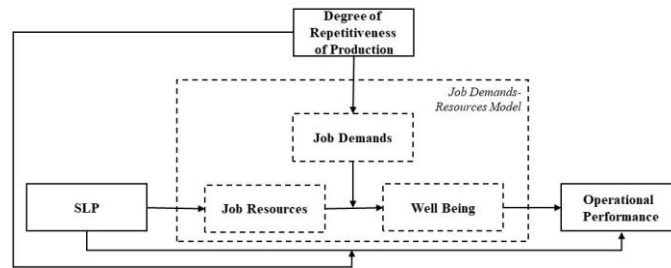 Degree of
Repetitiveness
of Production
Job Demands-
Resources Model
Job Demands
SLP
Job Resources
Well Being
Operational
Performance